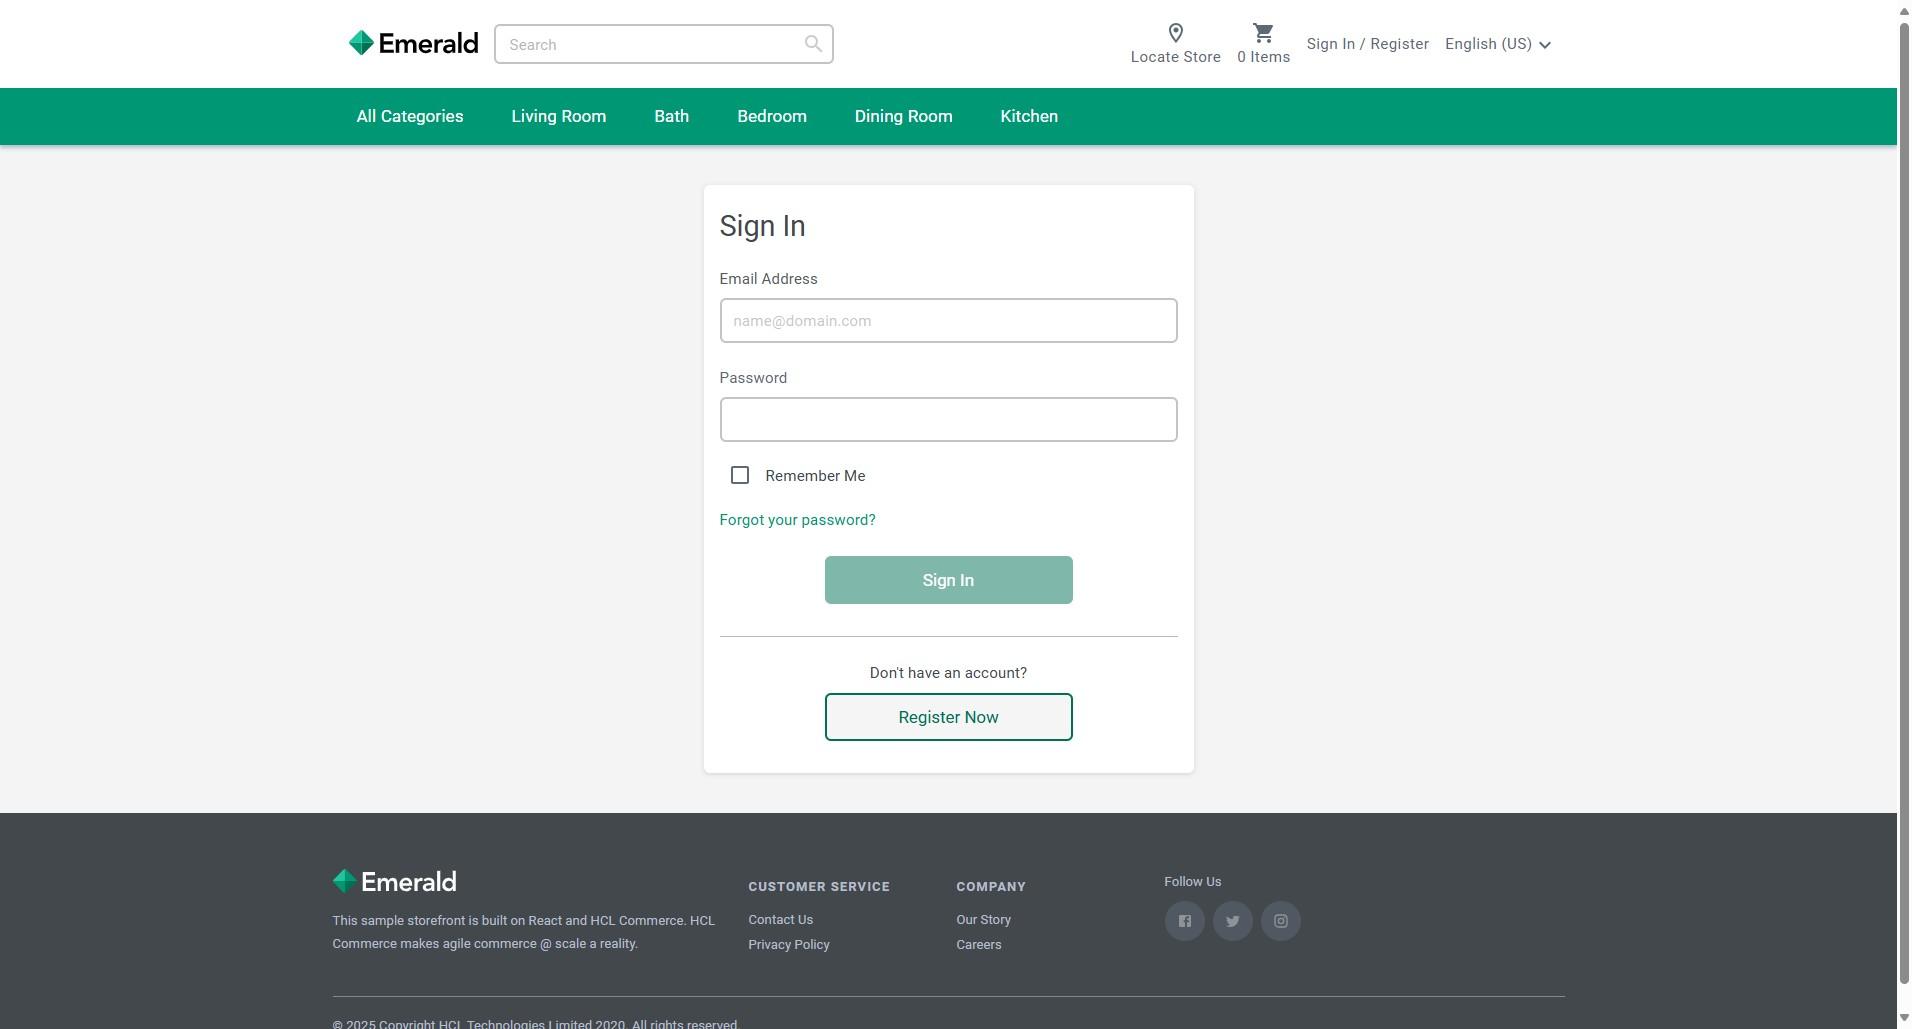 Emerald
Search
Locate Store
0 Items
Sign In / Register
English (US)
All Categories
Living Room
Bath
Bedroom
Dining Room
Kitchen
Sign In
Email Address
name@domain.com
Password
Remember Me
Forgot your password?
Sign In
Don't have an account?
Register Now
Emerald
This sample storefront is built on React and HCL Commerce. HCL
Commerce makes agile commerce @ scale a reality.
CUSTOMER SERVICE
Contact Us
Privacy Policy
COMPANY
Our Story
Careers
Follow Us
© 2025 Copyright HCL Technologies Limited 2020. All rights reserved.